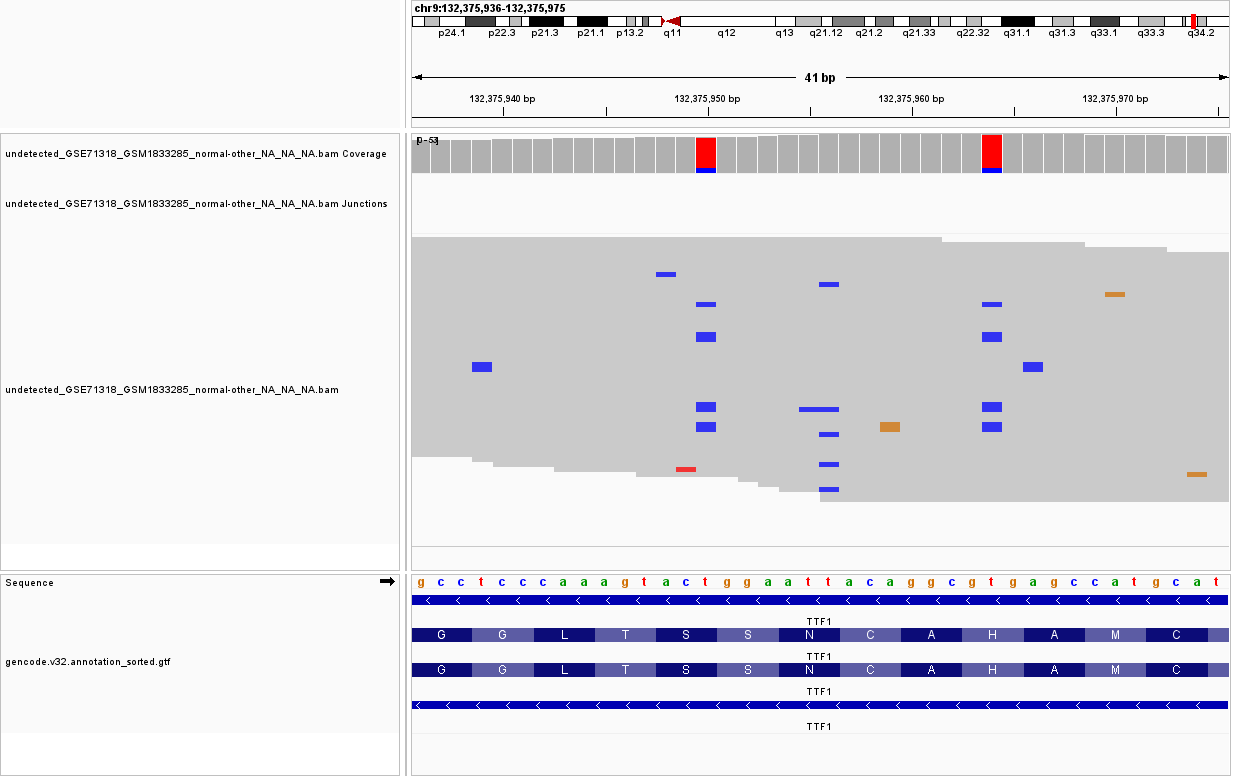 chr9:132,375,936-132,375,975
p24.1 p22.3 p21.3 p21.1 p13.2 q11 q12 q13 q21.12 q21.2 q21.33 q22.32 q31.1 q31.3 q33.1 q33.3 q34.2
41 bp
132,375,940 bp 132,375,950 bp 132,375,960 bp 132,375,970 bp
[0-53]
undetected_GSE71318_GSM1833285_normal-other_NA_NA_NA.bam Coverage
undetected_GSE71318_GSM1833285_normal-other_NA_NA_NA.bam Junctions
undetected_GSE71318_GSM1833285_normal-other_NA_NA_NA.bam
Sequence
g c c t c c c a a a g t a c t g g a a t t a c a g g c g t g a g c c a t g c a t
TTF1
G G L T S S N C A H A M C
TTF1
gencode.v32.annotation_sorted.gtf
G G L T S S N C A H A M C
TTF1
TTF1